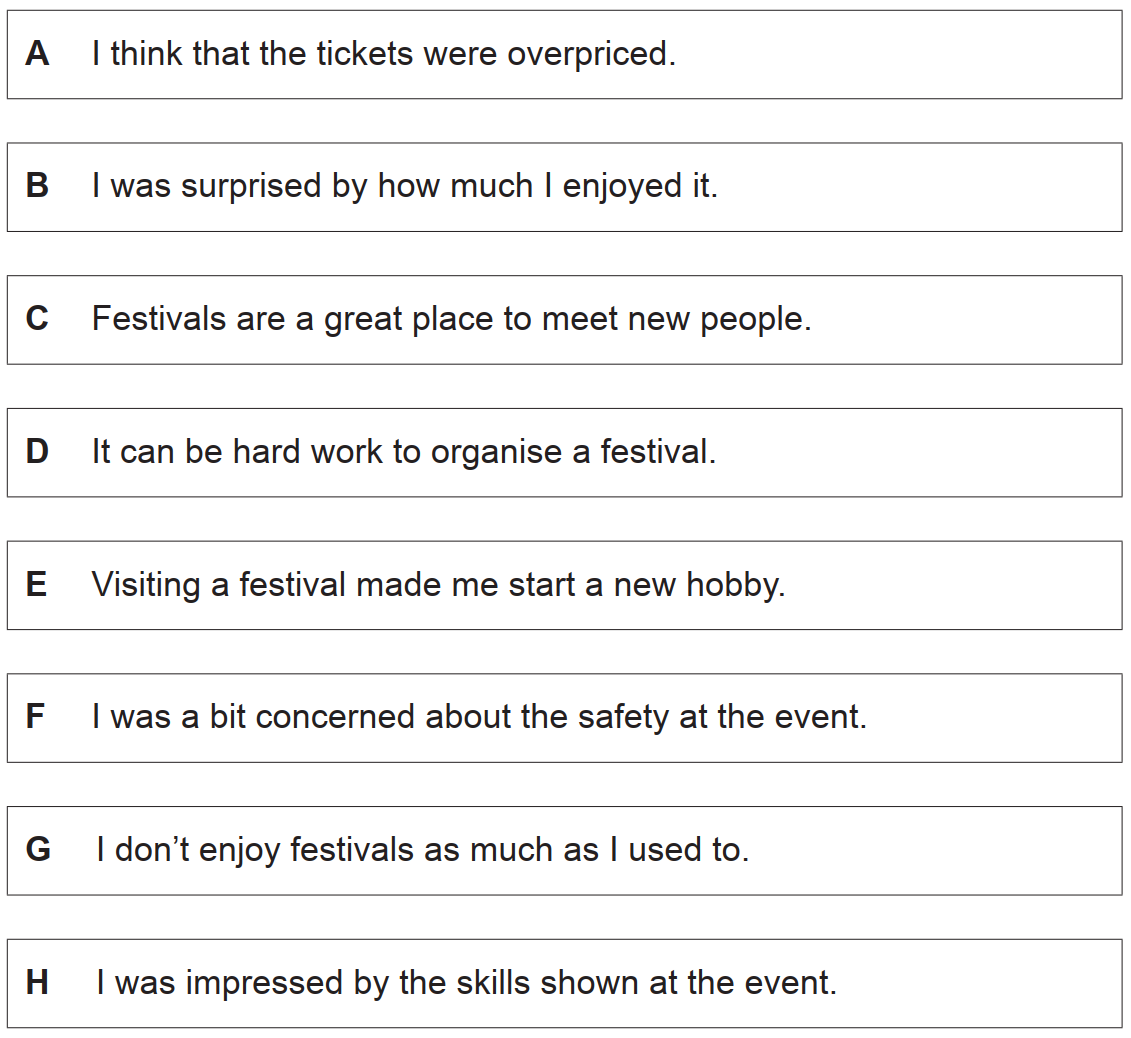 A I think that the tickets were overpriced.
B I was surprised by how much I enjoyed it.
C Festivals are a great place to meet new people.
D It can be hard work to organise a festival.
E Visiting a festival made me start a new hobby.
F I was a bit concerned about the safety at the event.
G I don’t enjoy festivals as much as I used to.
H I was impressed by the skills shown at the event.